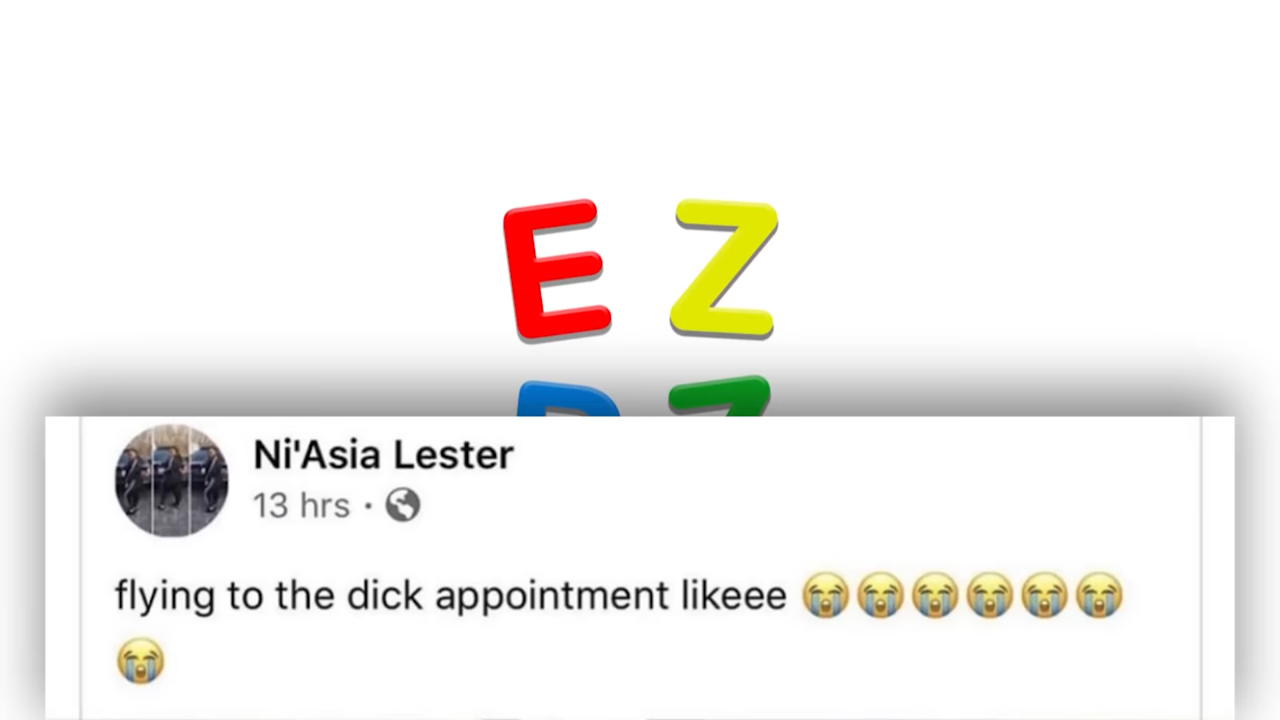 E Z
Ni'Asia Lester
13 hrs ·
flying to the dick appointment likeee 😭😭😭😭😭😭
😭